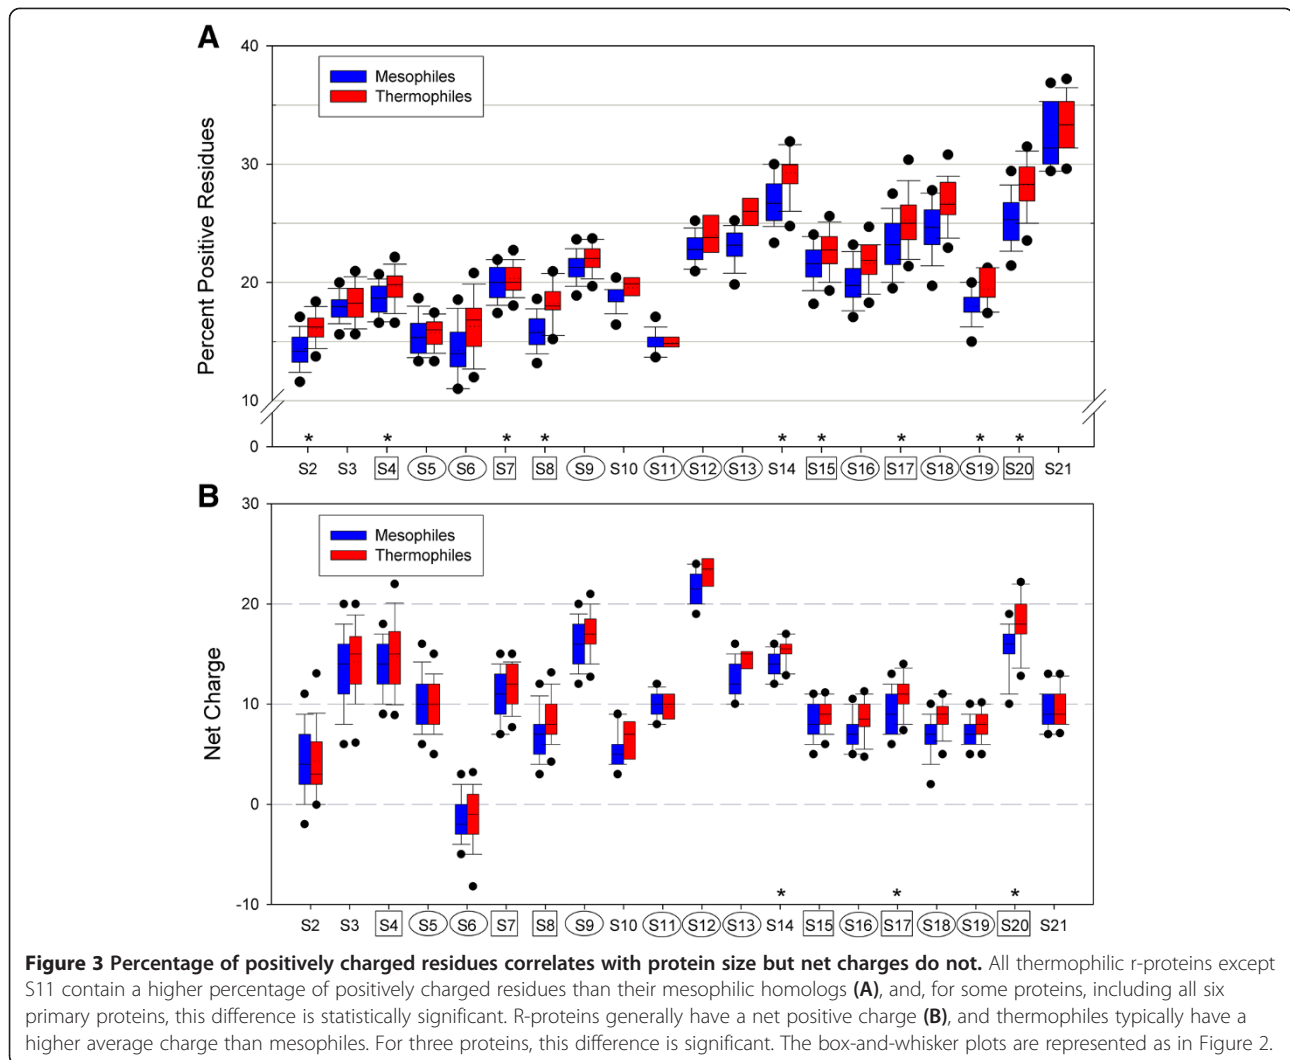 A
40
30
20
10
0
Percent Positive Residues
Mesophiles
Thermophiles
* * * * * * * * *
S2 S3 S4 S5 S6 S7 S8 S9 S10 S11 S12 S13 S14 S15 S16 S17 S18 S19 S20 S21
B
30
20
10
0
-10
Net Charge
Mesophiles
Thermophiles
* * *
S2 S3 S4 S5 S6 S7 S8 S9 S10 S11 S12 S13 S14 S15 S16 S17 S18 S19 S20 S21
Figure 3 Percentage of positively charged residues correlates with protein size but net charges do not. All thermophilic r-proteins except
S11 contain a higher percentage of positively charged residues than their mesophilic homologs (A), and, for some proteins, including all six
primary proteins, this difference is statistically significant. R-proteins generally have a net positive charge (B), and thermophiles typically have a
higher average charge than mesophiles. For three proteins, this difference is significant. The box-and-whisker plots are represented as in Figure 2.